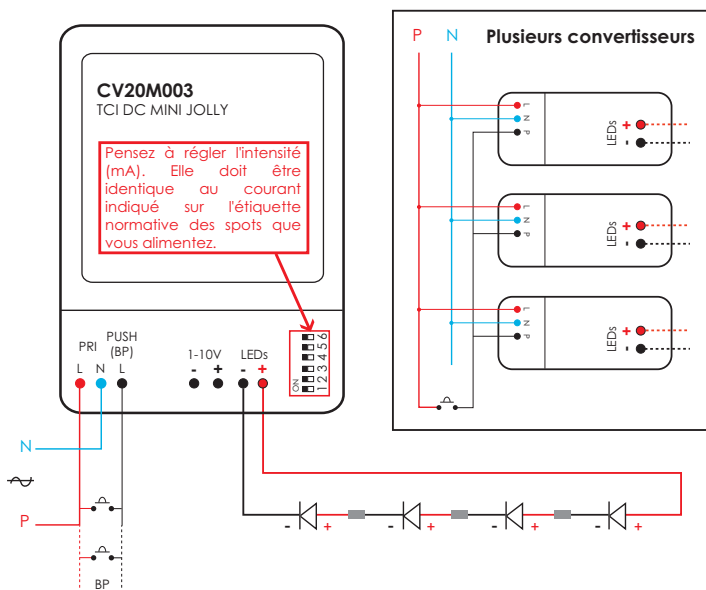 CV20M003
TCI DC MINI JOLLY
Pensez à régler l'intensité
(mA). Elle doit être
identique au courant
indiqué sur l'étiquette
normative des spots que
vous alimentez.
PRI
PUSH
(BP)
1-10V
LEDs
L N L - + - +
ON
1 2 3 4 5 6
N
P
BP
- + - + - + - +
P N
Plusieurs convertisseurs
L
N
P
LEDs
+
-
L
N
P
LEDs
+
-
L
N
P
LEDs
+
-